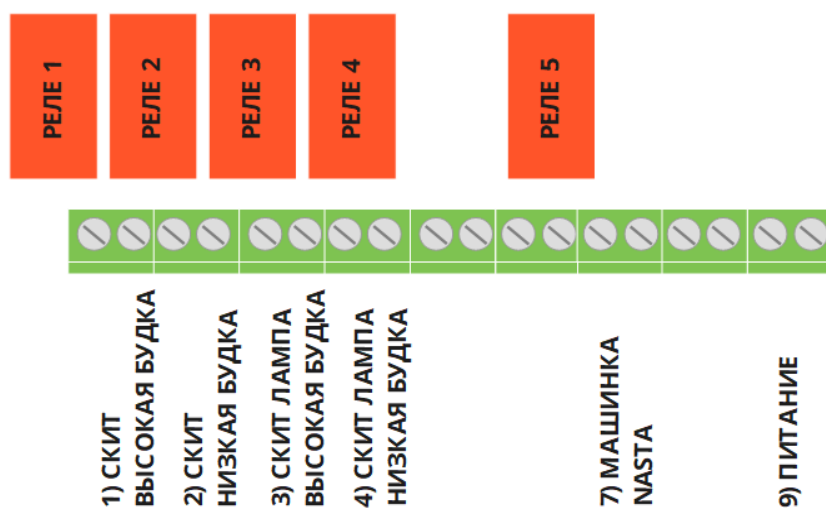 РЕЛЕ 1
РЕЛЕ 2
РЕЛЕ 3
РЕЛЕ 4
РЕЛЕ 5
1) СКИТ
ВЫСОКАЯ БУДКА
2) СКИТ
НИЗКАЯ БУДКА
3) СКИТ ЛАМПА
ВЫСОКАЯ БУДКА
4) СКИТ ЛАМПА
НИЗКАЯ БУДКА
7) МАШИНКА
NASTA
9) ПИТАНИЕ